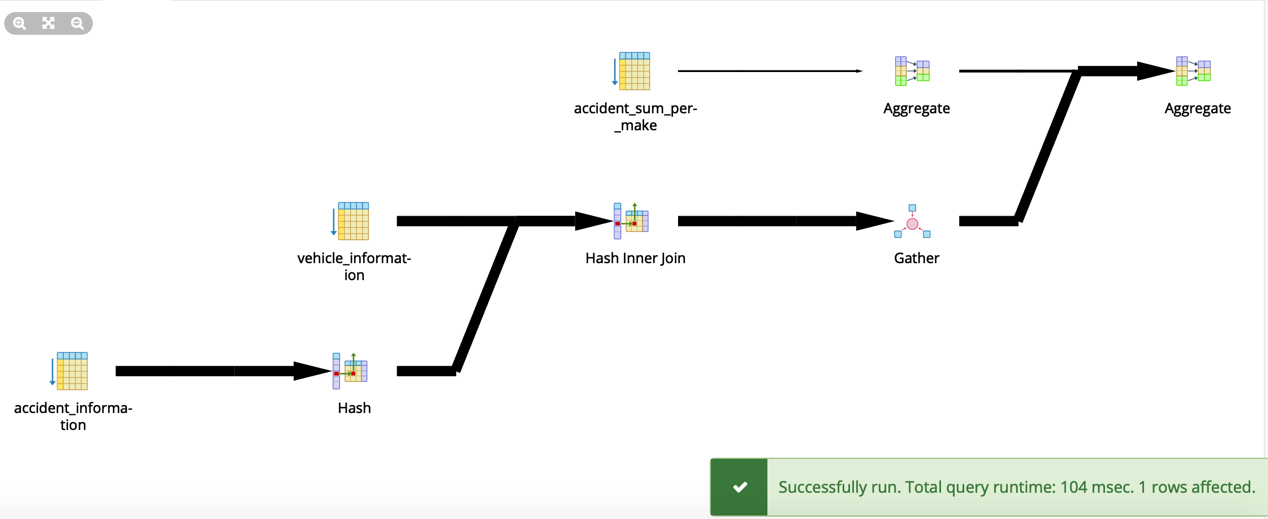 accident_sum_per-
_make
Aggregate
Aggregate
vehicle_informat-
ion
Hash Inner Join
Gather
accident_informa-
tion
Hash
Successfully run. Total query runtime: 104 msec. 1 rows affected.